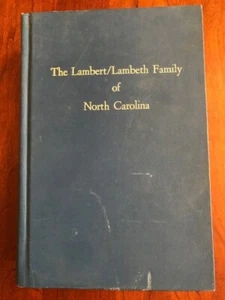 The Lambert/Lambeth Family
of
North Carolina